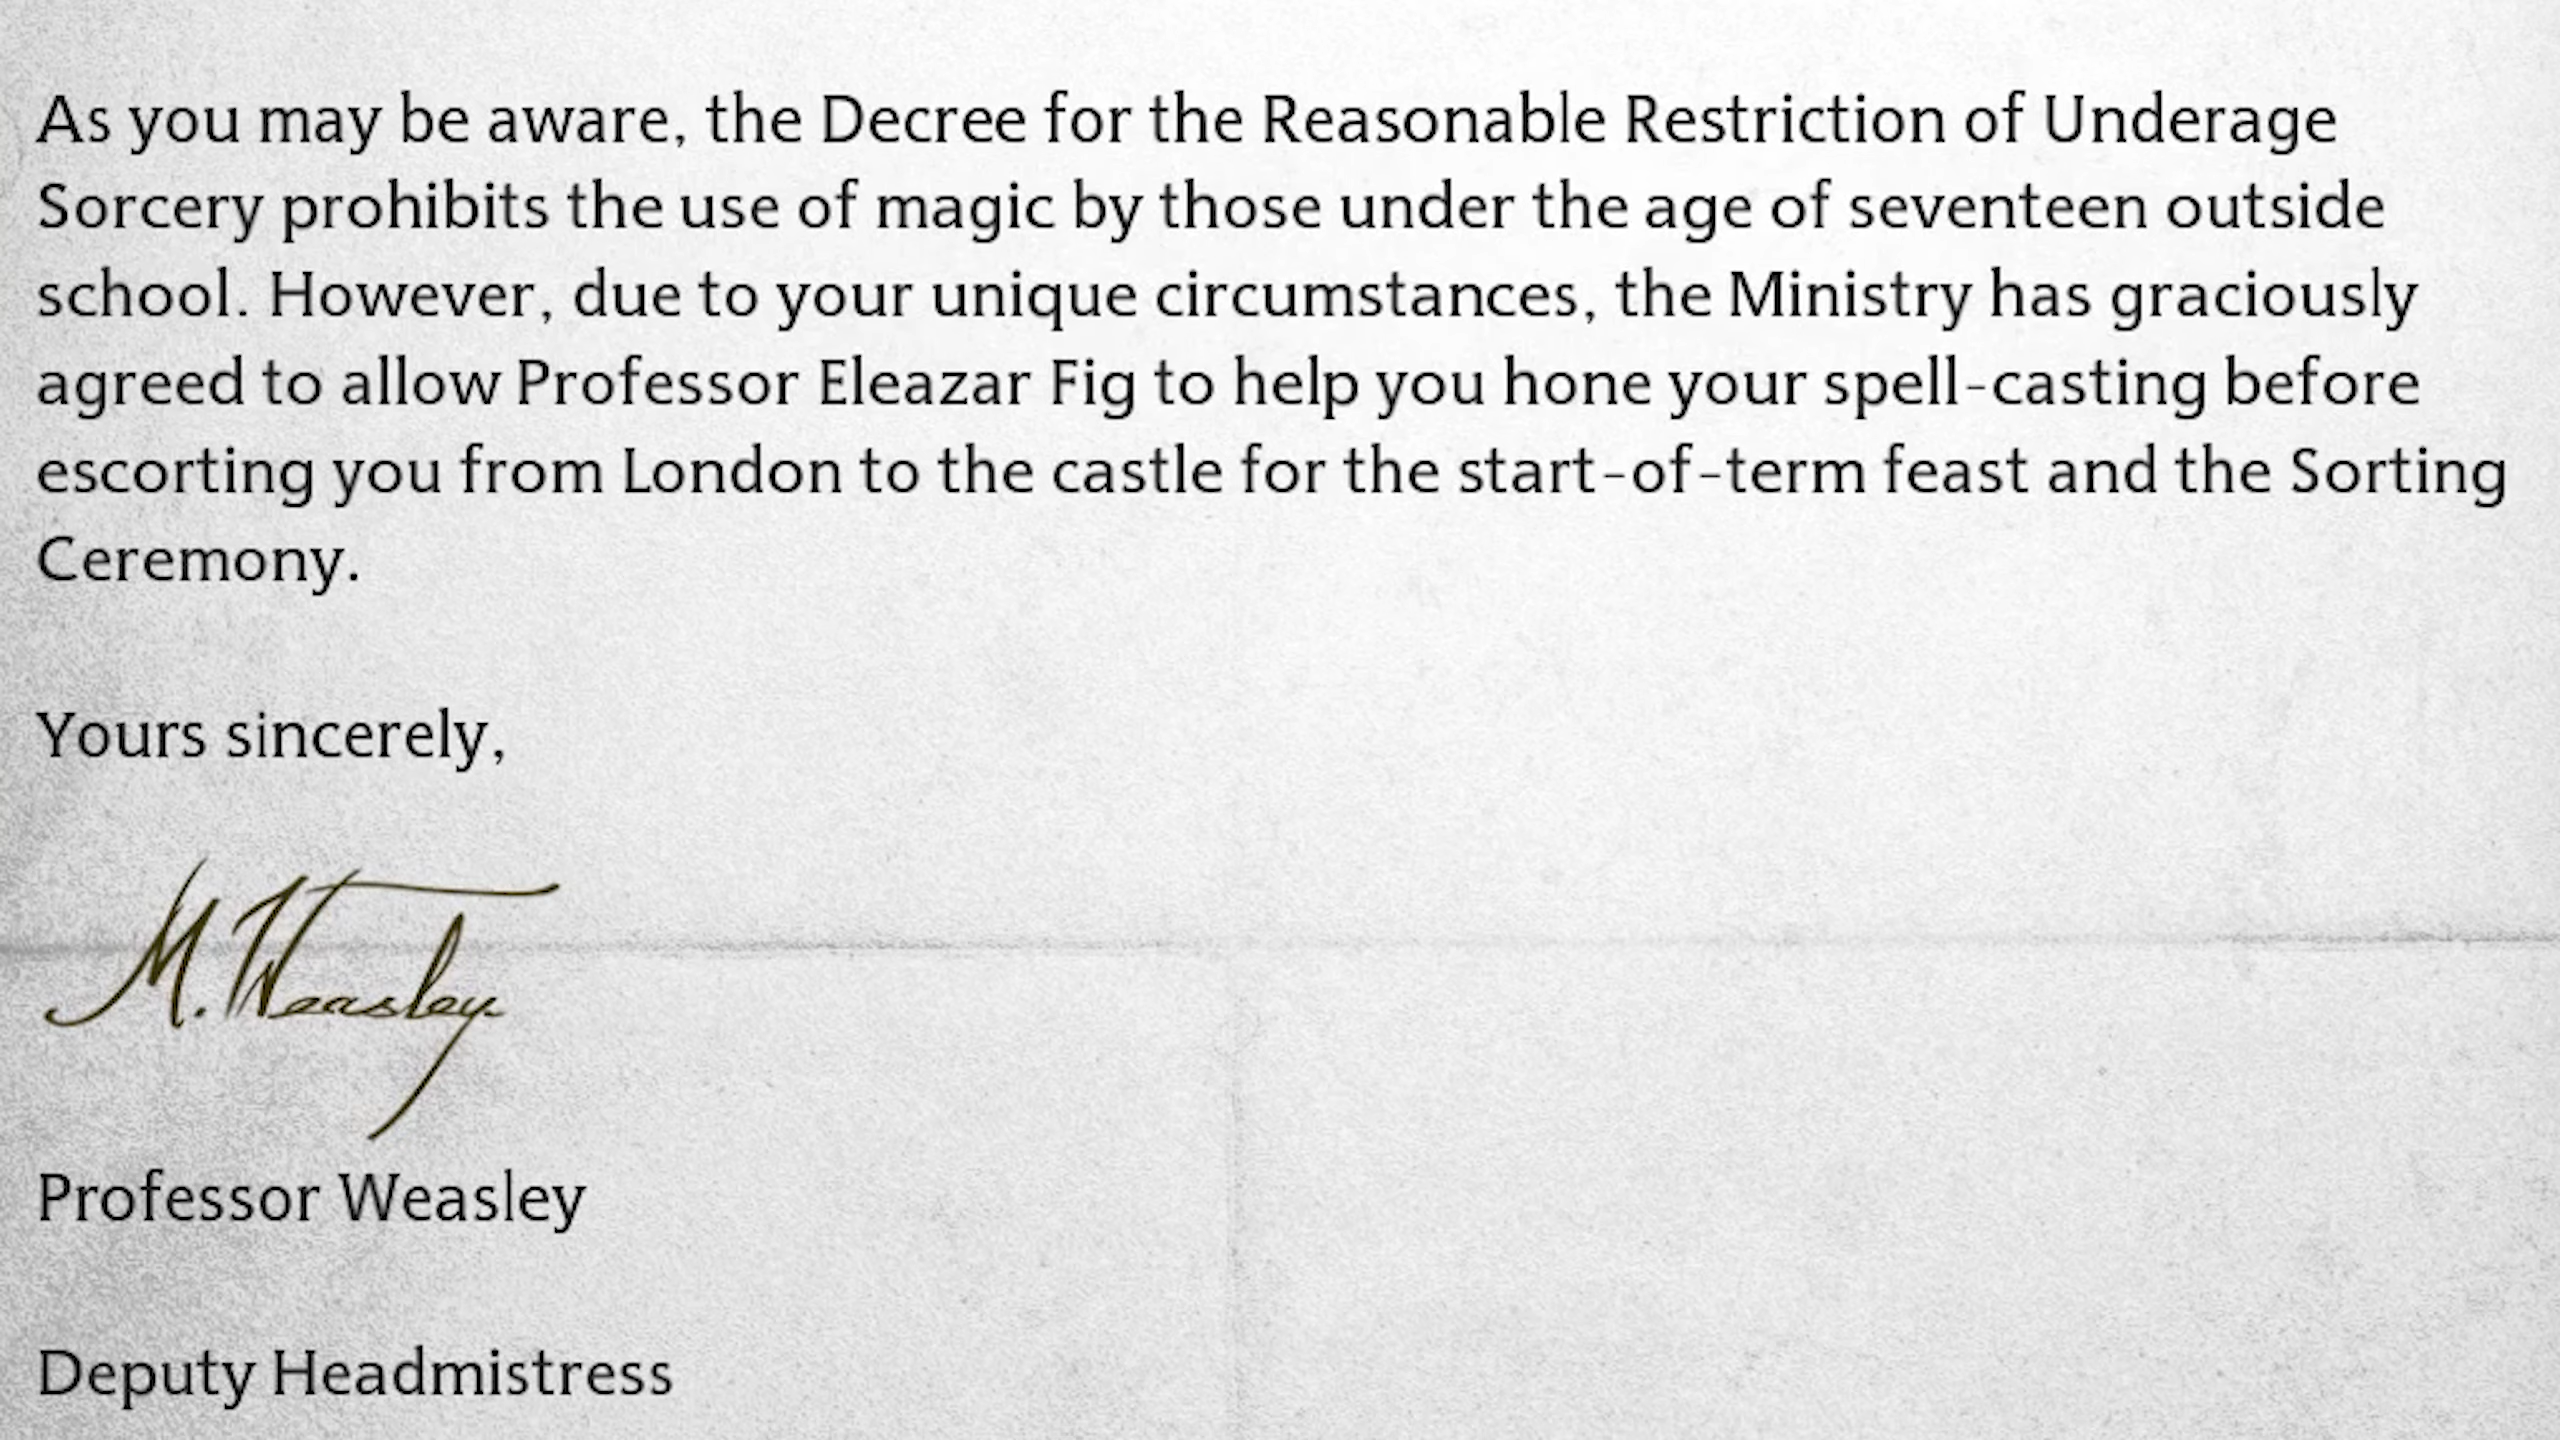 As you may be aware, the Decree for the Reasonable Restriction of Underage
Sorcery prohibits the use of magic by those under the age of seventeen outside
school. However, due to your unique circumstances, the Ministry has graciously
agreed to allow Professor Eleazar Fig to help you hone your spell-casting before
escorting you from London to the castle for the start-of-term feast and the Sorting
Ceremony.
Yours sincerely,
M. Weasley
Professor Weasley
Deputy Headmistress